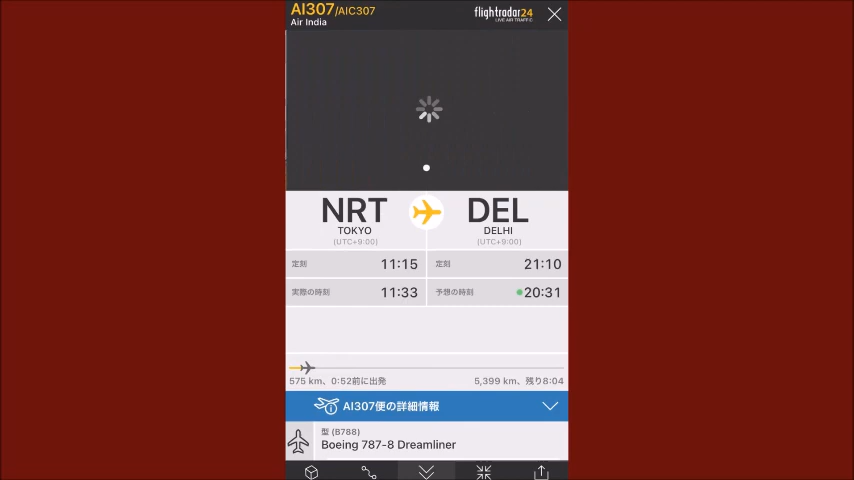 AI307/AIC307
Air India
flightradar24
LIVE AIR TRAFFIC
NRT
TOKYO
(UTC+9:00)
DEL
DELHI
(UTC+9:00)
定刻 11:15
定刻 21:10
実際の時刻 11:33
予想の時刻 20:31
575 km、0:52前に出発
5,399 km、残り8:04
AI307便の詳細情報
型 (B788)
Boeing 787-8 Dreamliner